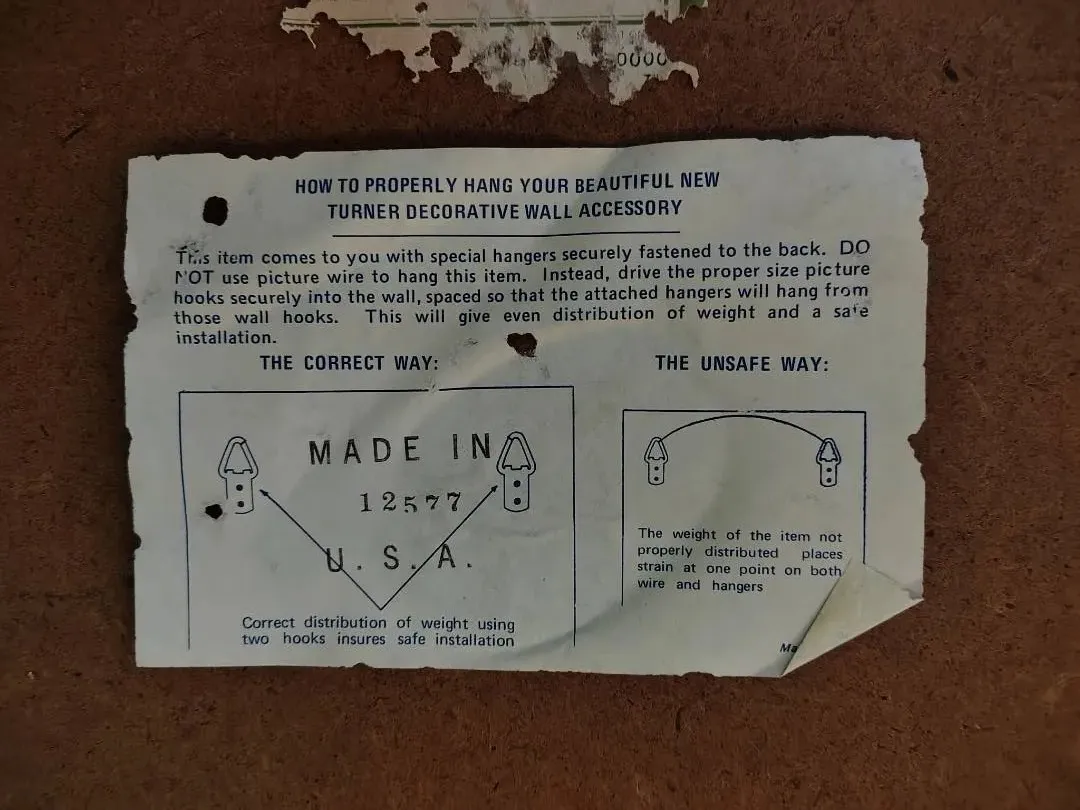 0000
HOW TO PROPERLY HANG YOUR BEAUTIFUL NEW
TURNER DECORATIVE WALL ACCESSORY
This item comes to you with special hangers securely fastened to the back. DO
NOT use picture wire to hang this item. Instead, drive the proper size picture
hooks securely into the wall, spaced so that the attached hangers will hang from
those wall hooks. This will give even distribution of weight and a safe
installation.
THE CORRECT WAY:
MADE IN
12577
U.S.A.
Correct distribution of weight using
two hooks insures safe installation
THE UNSAFE WAY:
The weight of the item not
properly distributed places
strain at one point on both
wire and hangers